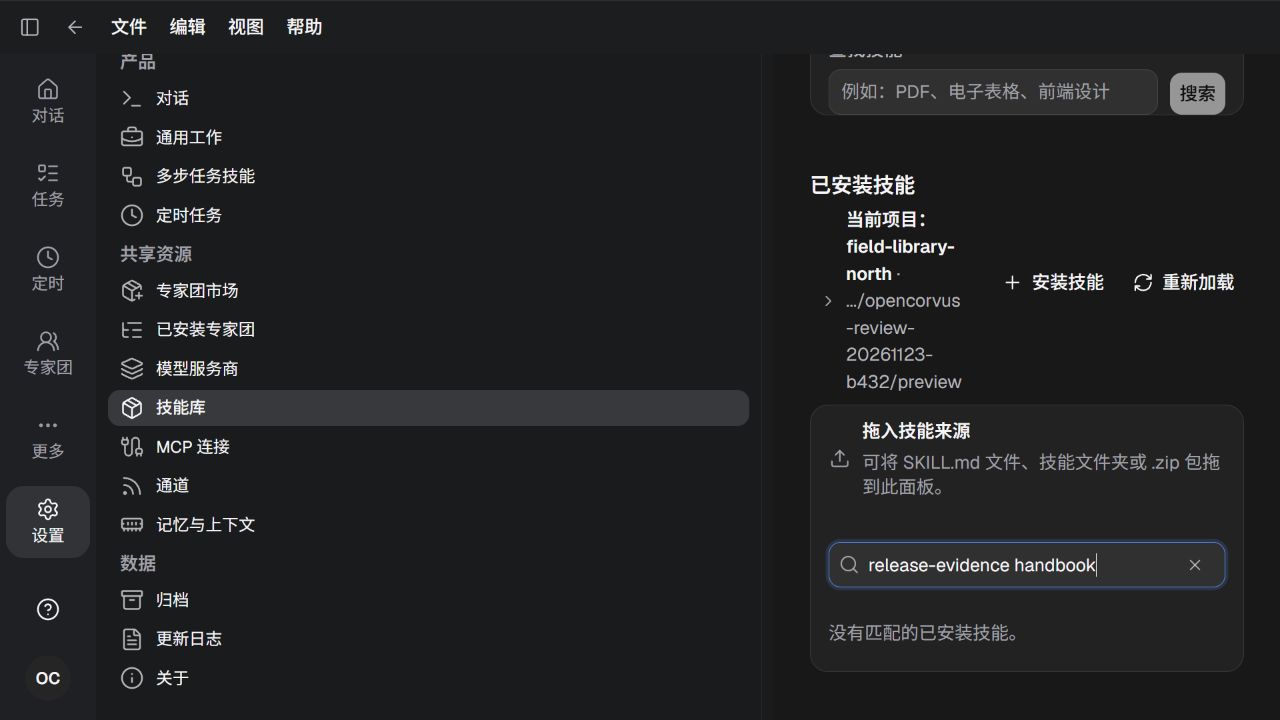 文件 编辑 视图 帮助
对话
任务
定时
专家团
更多
设置
OC
产品
对话
通用工作
多步任务技能
定时任务
共享资源
专家团市场
已安装专家团
模型服务商
技能库
MCP 连接
通道
记忆与上下文
数据
归档
更新日志
关于
查找技能
例如：PDF、电子表格、前端设计
搜索
已安装技能
当前项目：
field-library-
north ·
.../opencorvus
-review-
20261123-
b432/preview
安装技能
重新加载
拖入技能来源
可将 SKILL.md 文件、技能文件夹或 .zip 包拖
到此面板。
release-evidence handbook
没有匹配的已安装技能。